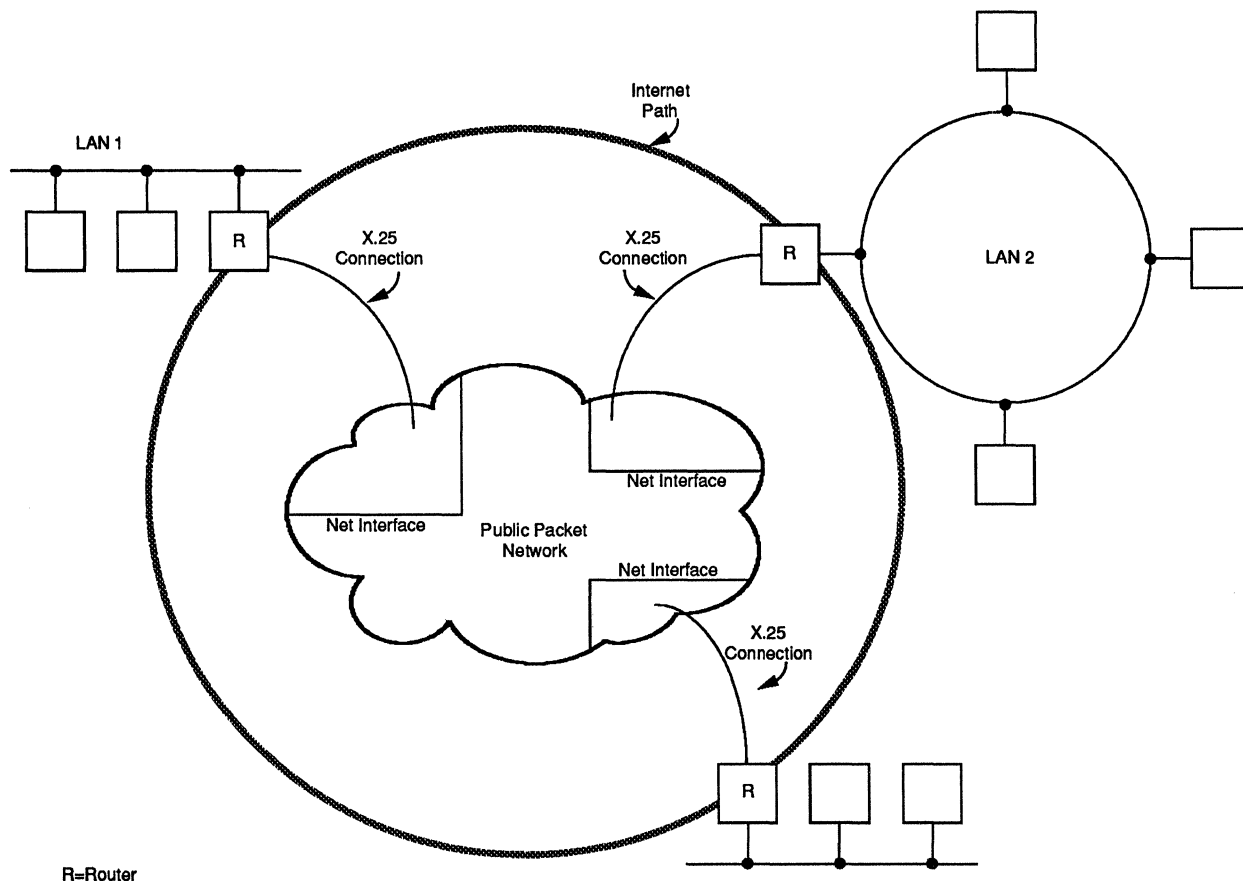 Internet
Path
LAN 1
R
X.25
Connection
X.25
Connection
R
LAN 2
Net Interface
Net Interface
Public Packet
Network
Net Interface
X.25
Connection
R
R=Router